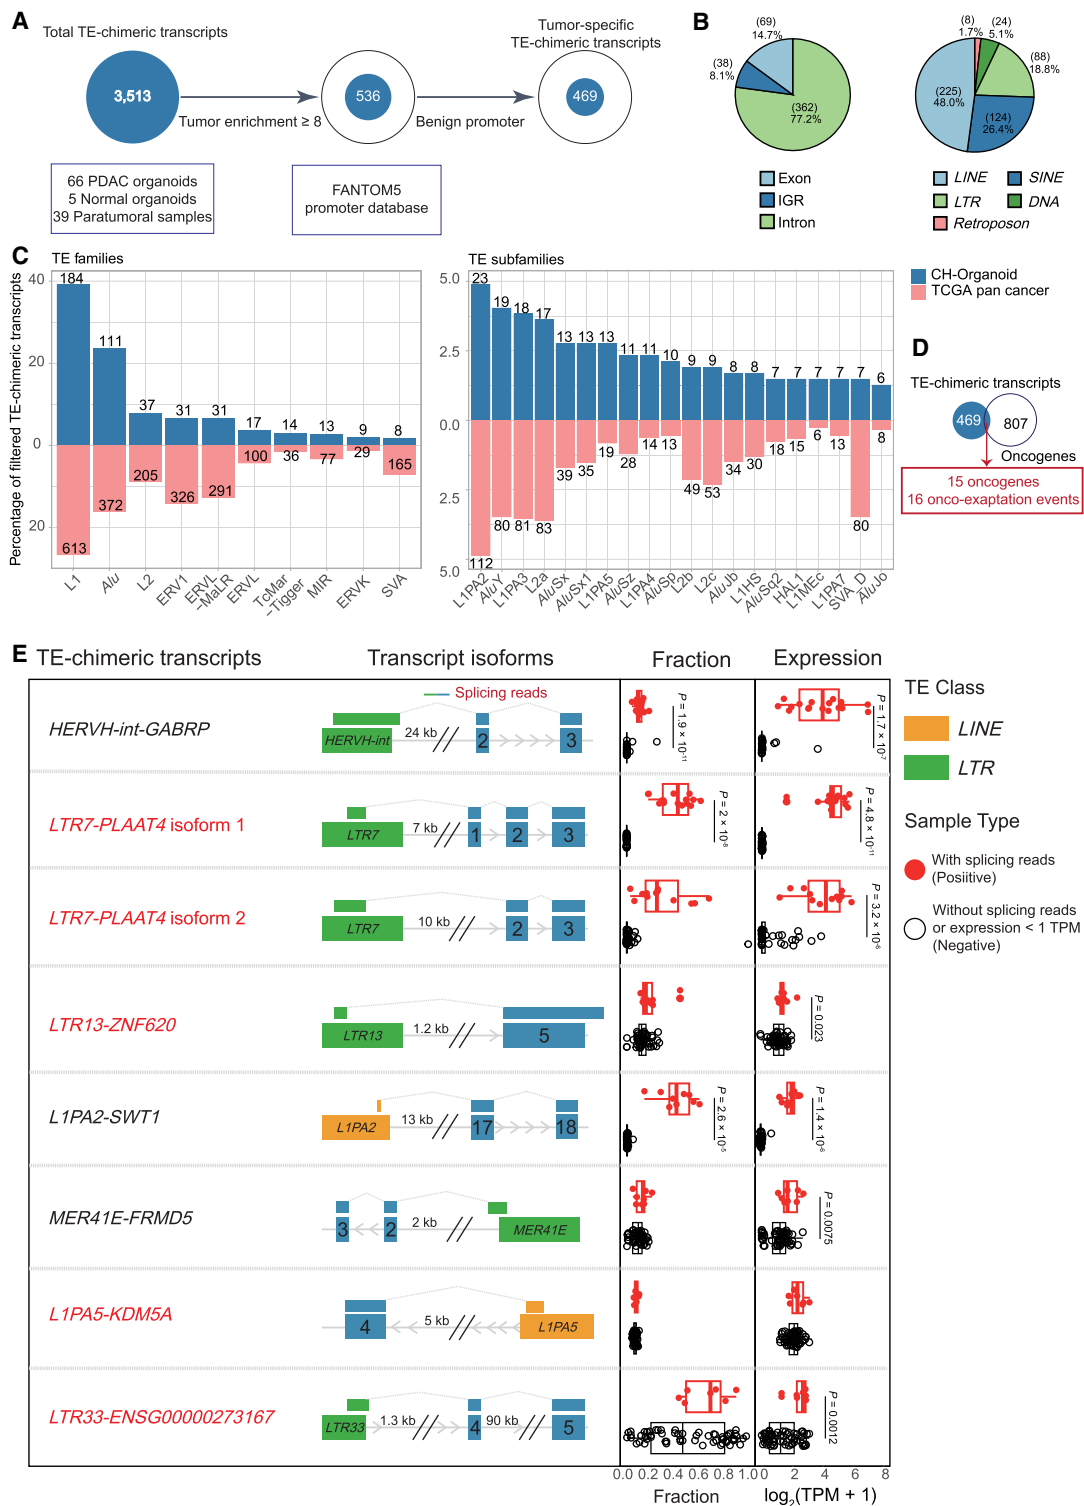 A
Total TE-chimeric transcripts
Tumor-specific
TE-chimeric transcripts
3,513
536
469
Tumor enrichment ≥ 8
Benign promoter
66 PDAC organoids
5 Normal organoids
39 Paratumoral samples
FANTOM5
promoter database
B
(69)
14.7%
(38)
8.1%
(362)
77.2%
Exon
IGR
Intron
(8)
1.7%
(24)
5.1%
(88)
18.8%
(225)
48.0%
(124)
26.4%
LINE
SINE
LTR
DNA
Retroposon
C
TE families
Percentage of filtered TE-chimeric transcripts
40
20
0
20
184
111
37
31
31
17
14
13
9
8
613
372
205
326
291
100
36
77
29
165
L1
Alu
L2
ERV1
ERVL
-MaLR
ERVL
TcMar
-Tigger
MIR
ERVK
SVA
TE subfamilies
5.0
2.5
0.0
2.5
5.0
23
19
18
17
13
13
13
11
11
10
9
9
8
8
7
7
7
7
7
6
112
80
81
83
39
35
19
28
14
13
49
53
34
30
18
15
6
13
80
8
L1PA2
AluY
L1PA3
L2a
AluSx
AluSx1
L1PA5
AluSz
L1PA4
AluSp
L2b
L2c
AluJb
L1HS
AluSq2
HAL1
L1MEc
L1PA7
SVA_D
AluJo
CH-Organoid
TCGA pan cancer
D
TE-chimeric transcripts
469
807
Oncogenes
15 oncogenes
16 onco-exaptation events
E
TE-chimeric transcripts
Transcript isoforms
Fraction
Expression
Splicing reads
HERVH-int-GABRP
HERVH-int
24 kb
2
3
P = 1.9 × 10⁻¹¹
P = 1.7 × 10⁻⁷
LTR7-PLAAT4 isoform 1
LTR7
7 kb
1
2
3
P = 2 × 10⁻⁸
P = 4.8 × 10⁻¹¹
LTR7-PLAAT4 isoform 2
LTR7
10 kb
2
3
P = 3.2 × 10⁻⁶
LTR13-ZNF620
LTR13
1.2 kb
5
P = 0.023
L1PA2-SWT1
L1PA2
13 kb
17
18
P = 2.6 × 10⁻⁵
P = 1.4 × 10⁻⁶
MER41E-FRMD5
3
2
2 kb
MER41E
P = 0.0075
L1PA5-KDM5A
4
5 kb
L1PA5
LTR33-ENSG00000273167
LTR33
1.3 kb
4
90 kb
5
P = 0.0012
0.0 0.2 0.4 0.6 0.8 1.0
Fraction
0 2 4 6 8
log₂(TPM + 1)
TE Class
LINE
LTR
Sample Type
With splicing reads
(Posiitive)
Without splicing reads
or expression < 1 TPM
(Negative)